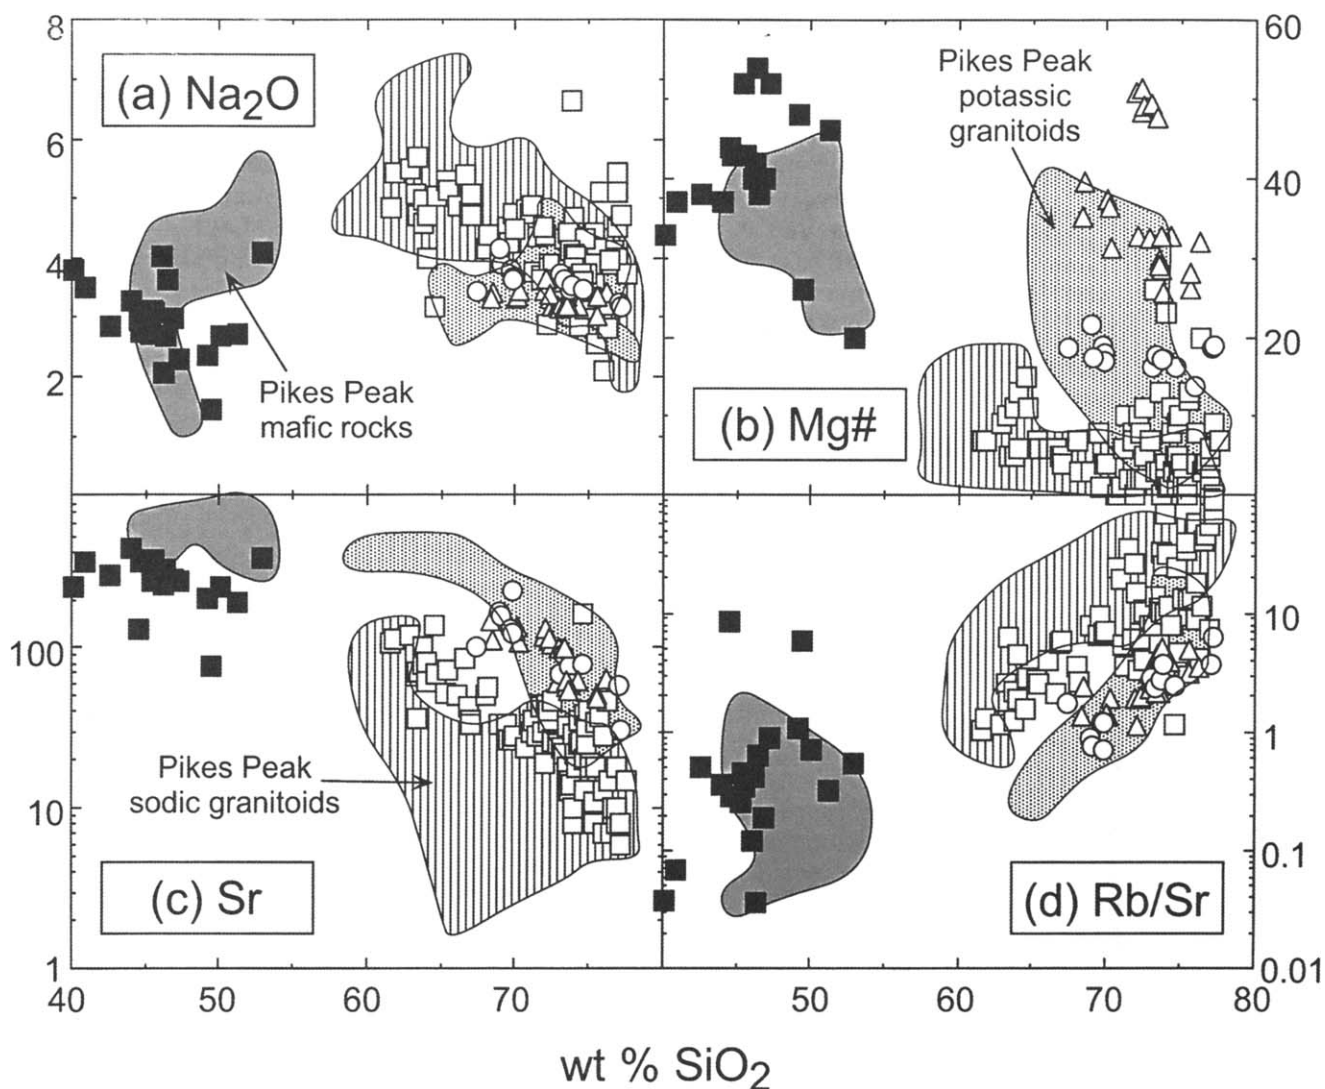 8
6
4
2
(a) Na2O
Pikes Peak
mafic rocks
60
40
20
Pikes Peak
potassic
granitoids
(b) Mg#
100
10
1
Pikes Peak
sodic granitoids
(c) Sr
10
1
0.1
0.01
(d) Rb/Sr
40 50 60 70 50 60 70 80
wt % SiO2